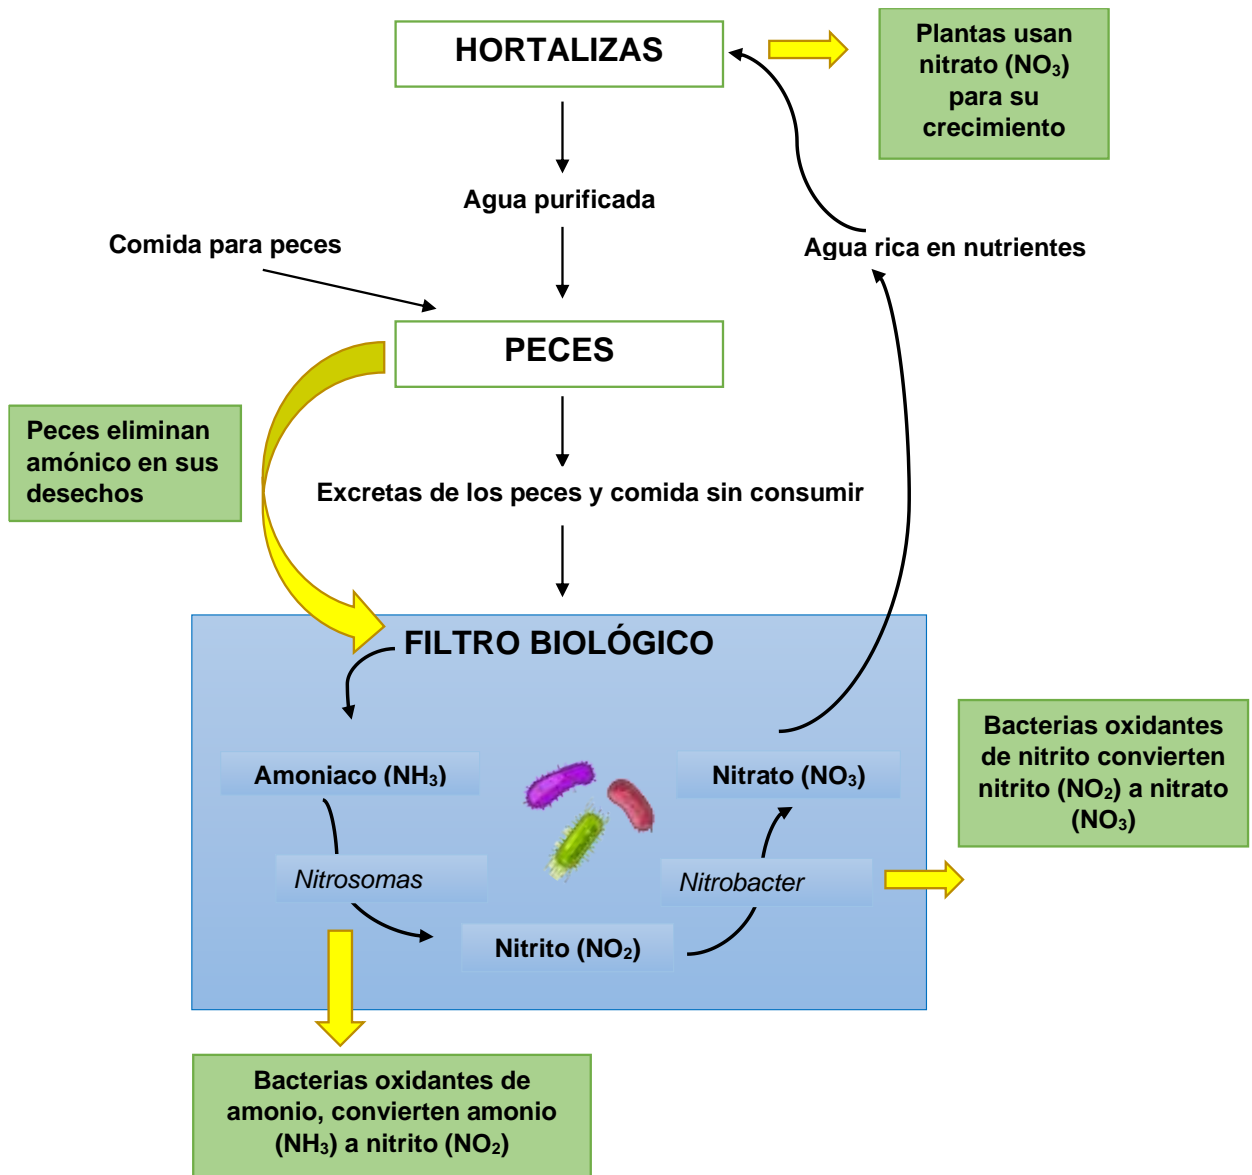 HORTALIZAS
Plantas usan
nitrato (NO₃)
para su
crecimiento
Agua purificada
Comida para peces
Agua rica en nutrientes
PECES
Peces eliminan
amónico en sus
desechos
Excretas de los peces y comida sin consumir
FILTRO BIOLÓGICO
Amoniaco (NH₃)
Nitrato (NO₃)
Bacterias oxidantes
de nitrito convierten
nitrito (NO₂) a nitrato
(NO₃)
Nitrosomas
Nitrobacter
Nitrito (NO₂)
Bacterias oxidantes de
amonio, convierten amonio
(NH₃) a nitrito (NO₂)